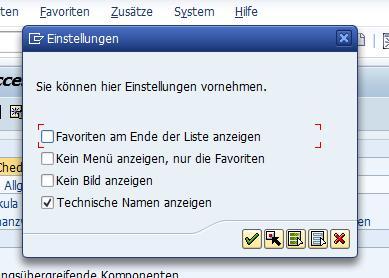 Favoriten Zusätze System Hilfe
Einstellungen
Sie können hier Einstellungen vornehmen.
Favoriten am Ende der Liste anzeigen
Kein Menü anzeigen, nur die Favoriten
Kein Bild anzeigen
Technische Namen anzeigen
Komponenten